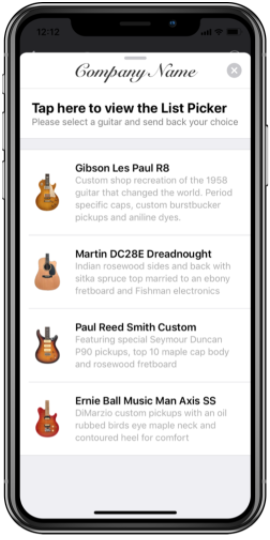 12:12
Company Name
Tap here to view the List Picker
Please select a guitar and send back your choice
Gibson Les Paul R8
Custom shop recreation of the 1958
guitar that changed the world. Period
specific caps, custom burstbucker
pickups and aniline dyes.
Martin DC28E Dreadnought
Indian rosewood sides and back with
sitka spruce top married to an ebony
fretboard and Fishman electronics
Paul Reed Smith Custom
Featuring special Seymour Duncan
P90 pickups, top 10 maple cap body
and rosewood fretboard
Ernie Ball Music Man Axis SS
DiMarzio custom pickups with an oil
rubbed birds eye maple neck and
contoured heel for comfort